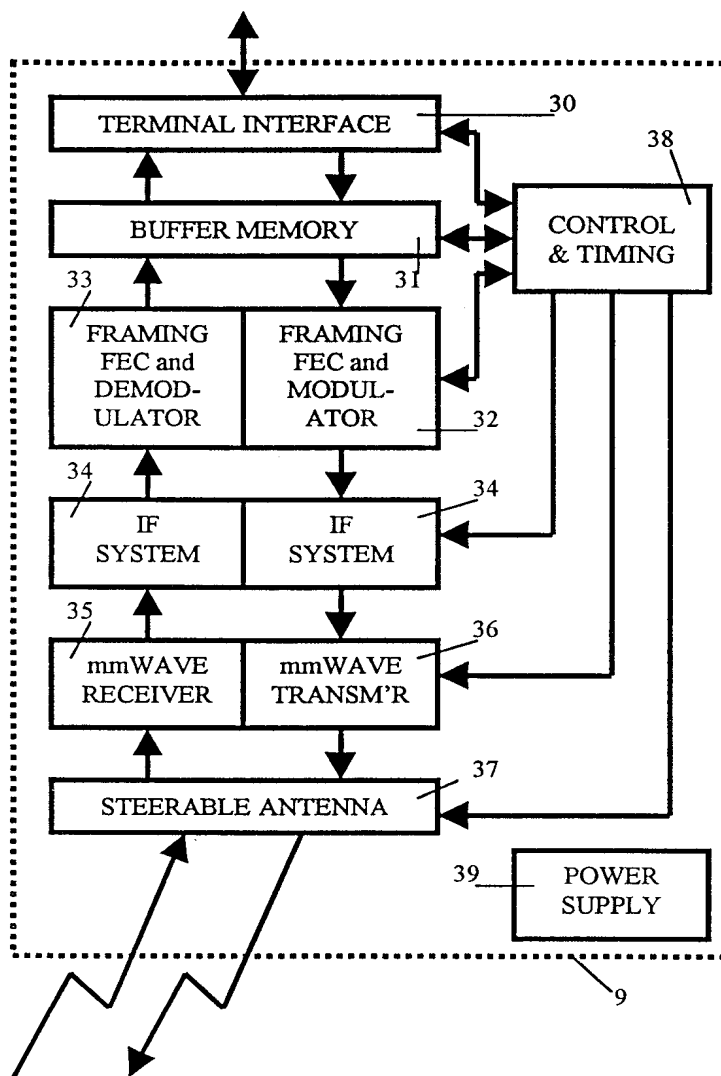 30
TERMINAL INTERFACE
38
BUFFER MEMORY
CONTROL
& TIMING
31
33
FRAMING
FEC and
DEMOD-
ULATOR
FRAMING
FEC and
MODUL-
ATOR
32
34
34
IF
SYSTEM
IF
SYSTEM
35
36
mmWAVE
RECEIVER
mmWAVE
TRANSM'R
37
STEERABLE ANTENNA
39
POWER
SUPPLY
9